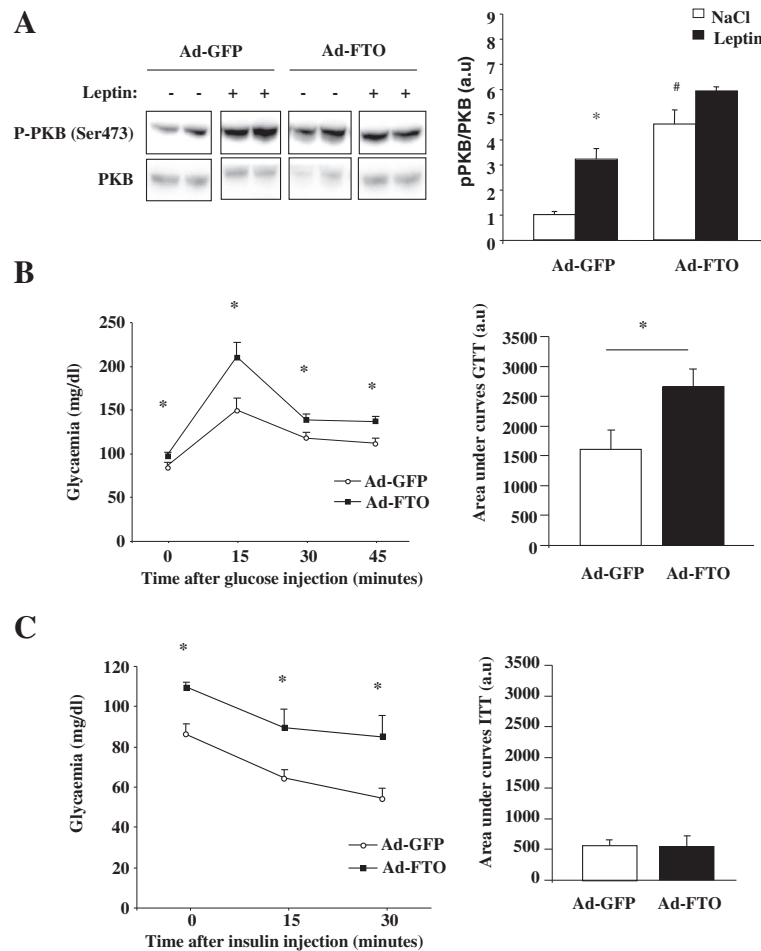 A
Ad-GFP Ad-FTO
Leptin: - - + + - - + +
P-PKB (Ser473)
PKB
NaCl
Leptin
pPKB/PKB (a.u)
9
8
7
6
5
4
3
2
1
0
*
#
Ad-GFP Ad-FTO
B
Glycaemia (mg/dl)
250
200
150
100
50
0
* * * *
Ad-GFP
Ad-FTO
0 15 30 45
Time after glucose injection (minutes)
Area under curves GTT (a.u)
3500
3000
2500
2000
1500
1000
500
0
*
Ad-GFP Ad-FTO
C
Glycaemia (mg/dl)
120
100
80
60
40
20
0
* * *
Ad-GFP
Ad-FTO
0 15 30
Time after insulin injection (minutes)
Area under curves ITT (a.u)
3500
3000
2500
2000
1500
1000
500
0
Ad-GFP Ad-FTO